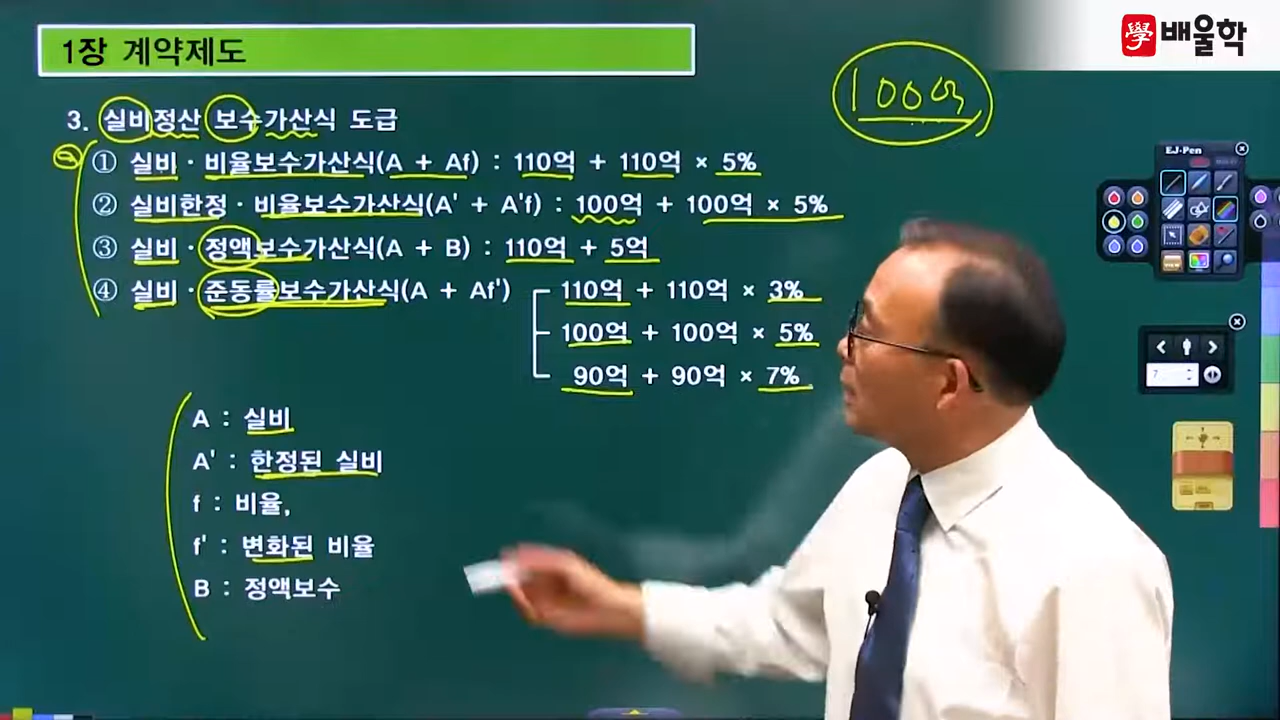 1장 계약제도
學 배울학
100억
3. 실비정산 보수가산식 도급
① 실비 · 비율보수가산식(A + Af) : 110억 + 110억 × 5%
② 실비한정 · 비율보수가산식(A' + A'f) : 100억 + 100억 × 5%
③ 실비 · 정액보수가산식(A + B) : 110억 + 5억
④ 실비 · 준동률보수가산식(A + Af')
110억 + 110억 × 3%
100억 + 100억 × 5%
90억 + 90억 × 7%
A : 실비
A' : 한정된 실비
f : 비율,
f' : 변화된 비율
B : 정액보수
EJ-Pen
7